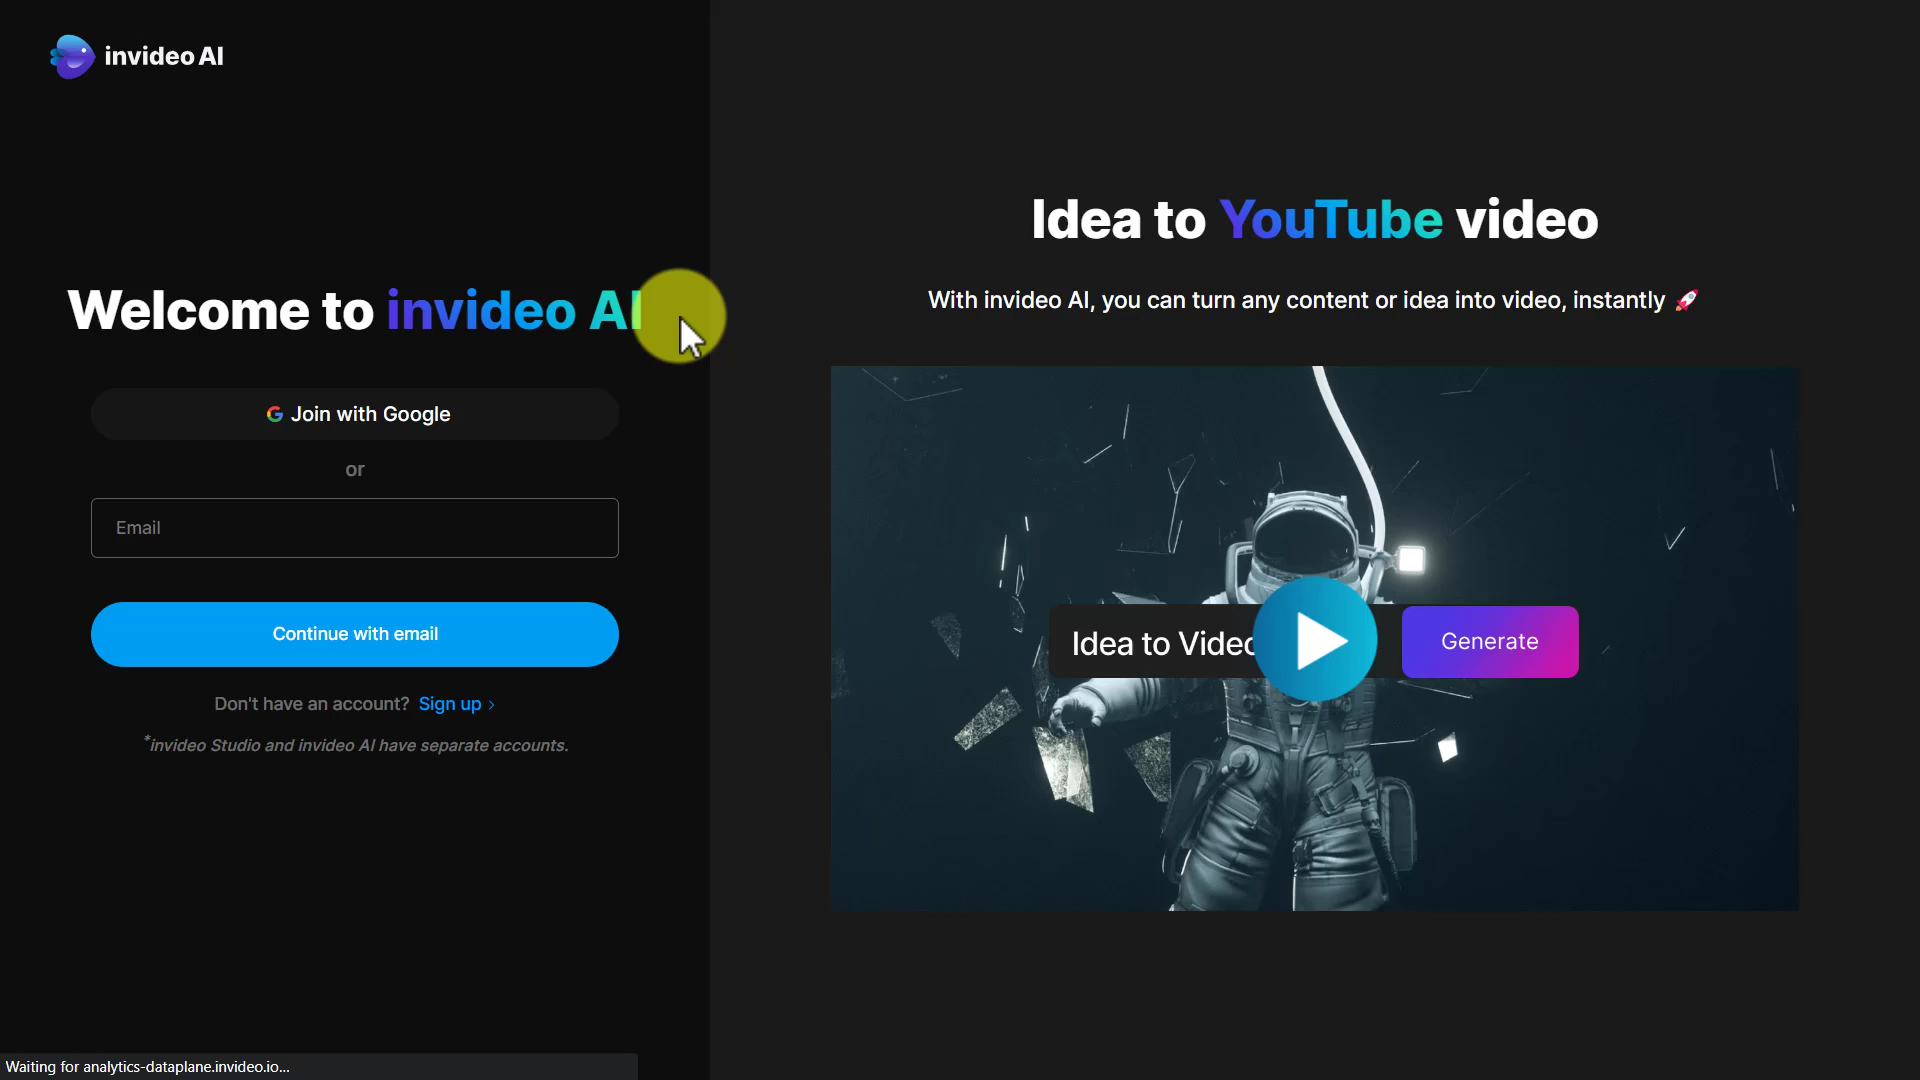 invideo AI
Welcome to invideo AI
Join with Google
or
Email
Continue with email
Don't have an account? Sign up ›
*invideo Studio and invideo AI have separate accounts.
Idea to YouTube video
With invideo AI, you can turn any content or idea into video, instantly 🚀
Idea to Video
Generate
Waiting for analytics-dataplane.invideo.io...